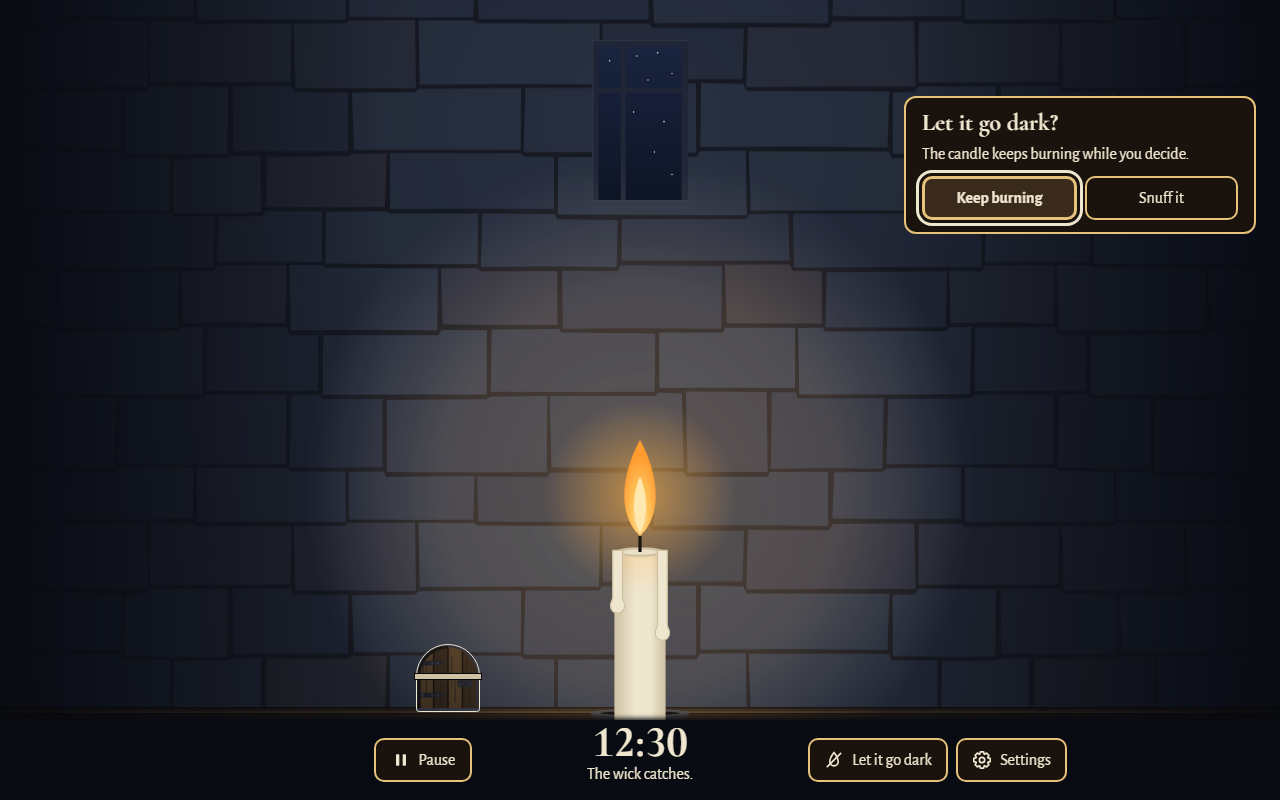 Let it go dark?
The candle keeps burning while you decide.
Keep burning
Snuff it
12:30
The wick catches.
Pause
Let it go dark
Settings